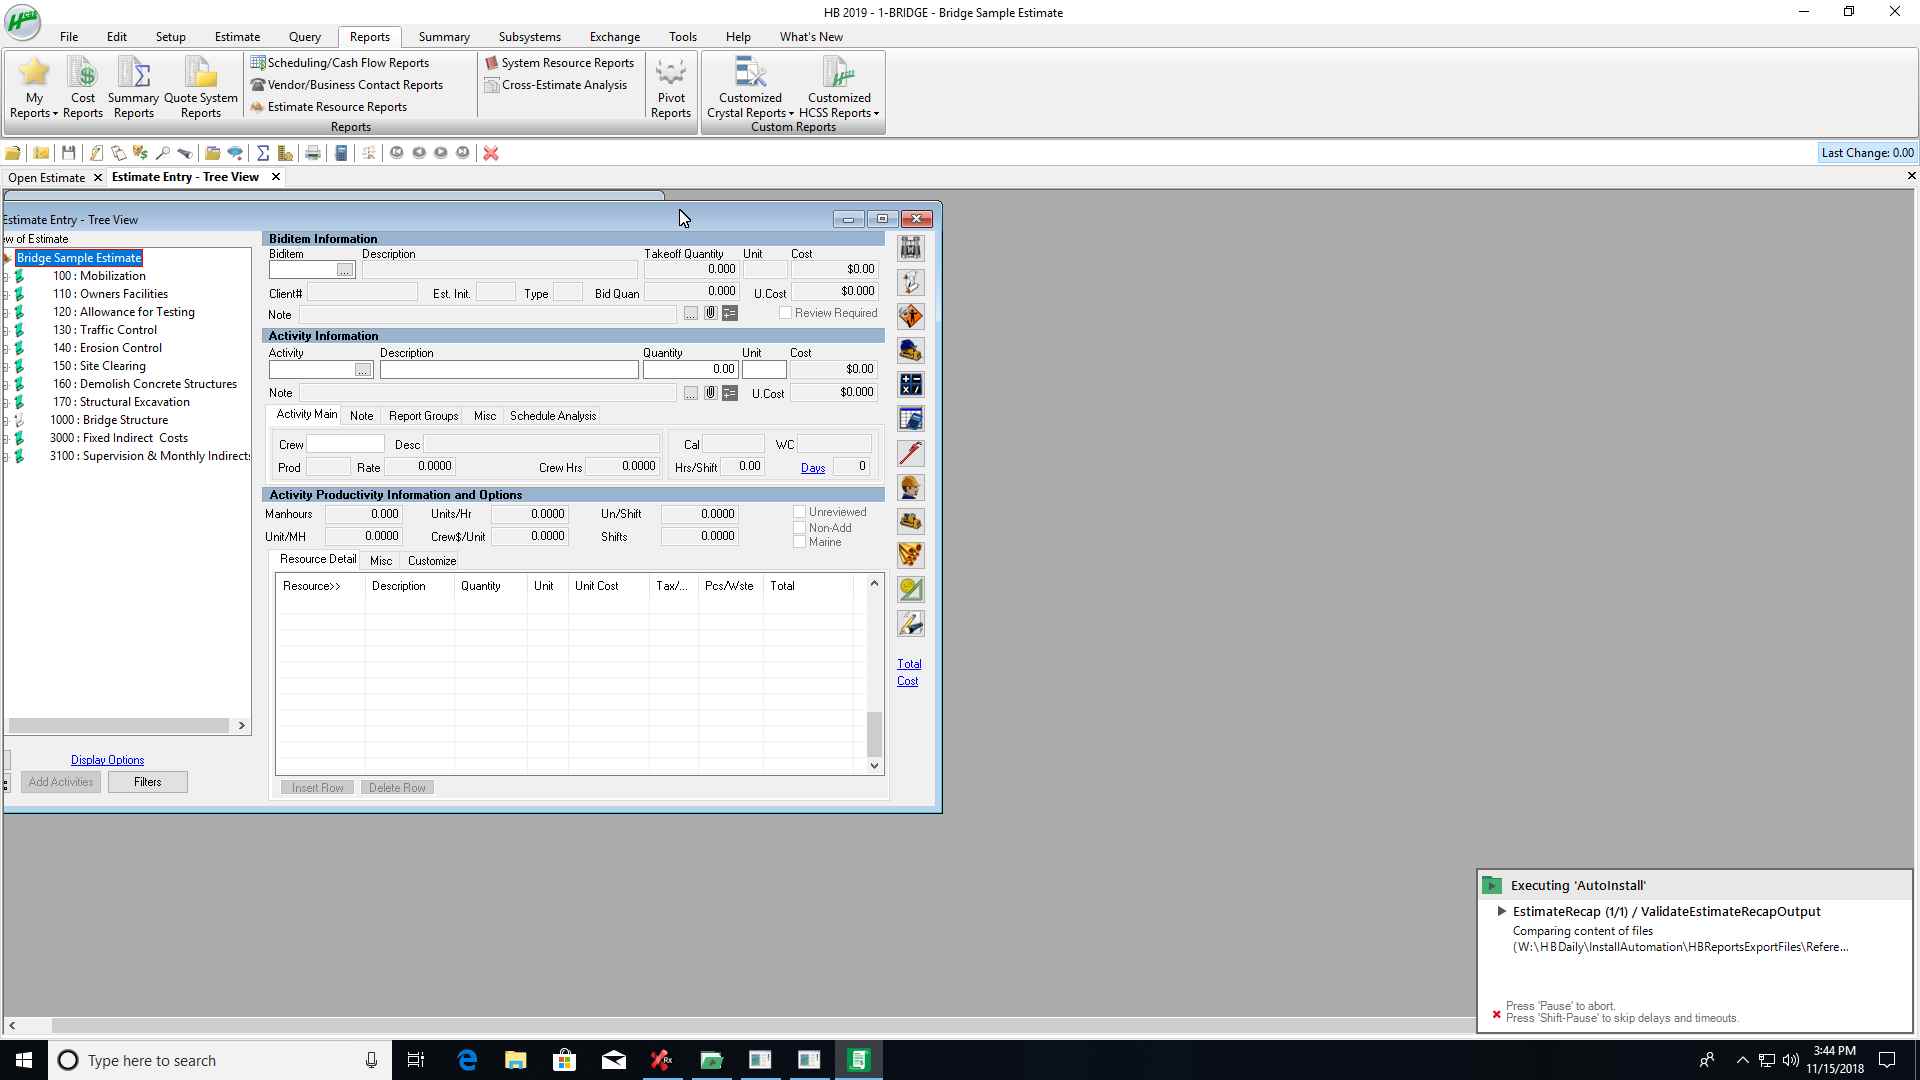 HB 2019 - 1-BRIDGE - Bridge Sample Estimate
File Edit Setup Estimate Query Reports Summary Subsystems Exchange Tools Help What's New
My Reports
Cost Reports
Summary Reports
Quote System Reports
Scheduling/Cash Flow Reports
Vendor/Business Contact Reports
Estimate Resource Reports
System Resource Reports
Cross-Estimate Analysis
Pivot Reports
Customized Crystal Reports
Customized HCSS Reports
Reports
Custom Reports
Last Change: 0.00
Open Estimate
Estimate Entry - Tree View
Estimate Entry - Tree View
ew of Estimate
Bridge Sample Estimate
100 : Mobilization
110 : Owners Facilities
120 : Allowance for Testing
130 : Traffic Control
140 : Erosion Control
150 : Site Clearing
160 : Demolish Concrete Structures
170 : Structural Excavation
1000 : Bridge Structure
3000 : Fixed Indirect Costs
3100 : Supervision & Monthly Indirects
Display Options
Add Activities Filters
Biditem Information
Biditem Description Takeoff Quantity Unit Cost
... 0.000 $0.00
Client# Est. Init. Type Bid Quan 0.000 U.Cost $0.000
Note ... Review Required
Activity Information
Activity Description Quantity Unit Cost
... 0.00 $0.00
Note ... U.Cost $0.000
Activity Main Note Report Groups Misc Schedule Analysis
Crew Desc Cal WC
Prod Rate 0.0000 Crew Hrs 0.0000 Hrs/Shift 0.00 Days 0
Activity Productivity Information and Options
Manhours 0.000 Units/Hr 0.0000 Un/Shift 0.0000 Unreviewed
Non-Add
Unit/MH 0.0000 Crew$/Unit 0.0000 Shifts 0.0000 Marine
Resource Detail Misc Customize
Resource>> Description Quantity Unit Unit Cost Tax/... Pcs/Wste Total
Insert Row Delete Row
Total
Cost
Executing 'AutoInstall'
EstimateRecap (1/1) / ValidateEstimateRecapOutput
Comparing content of files
(W:\HBDaily\InstallAutomation\HBReportsExportFiles\Refere...
Press 'Pause' to abort.
Press 'Shift-Pause' to skip delays and timeouts.
Type here to search
3:44 PM
11/15/2018